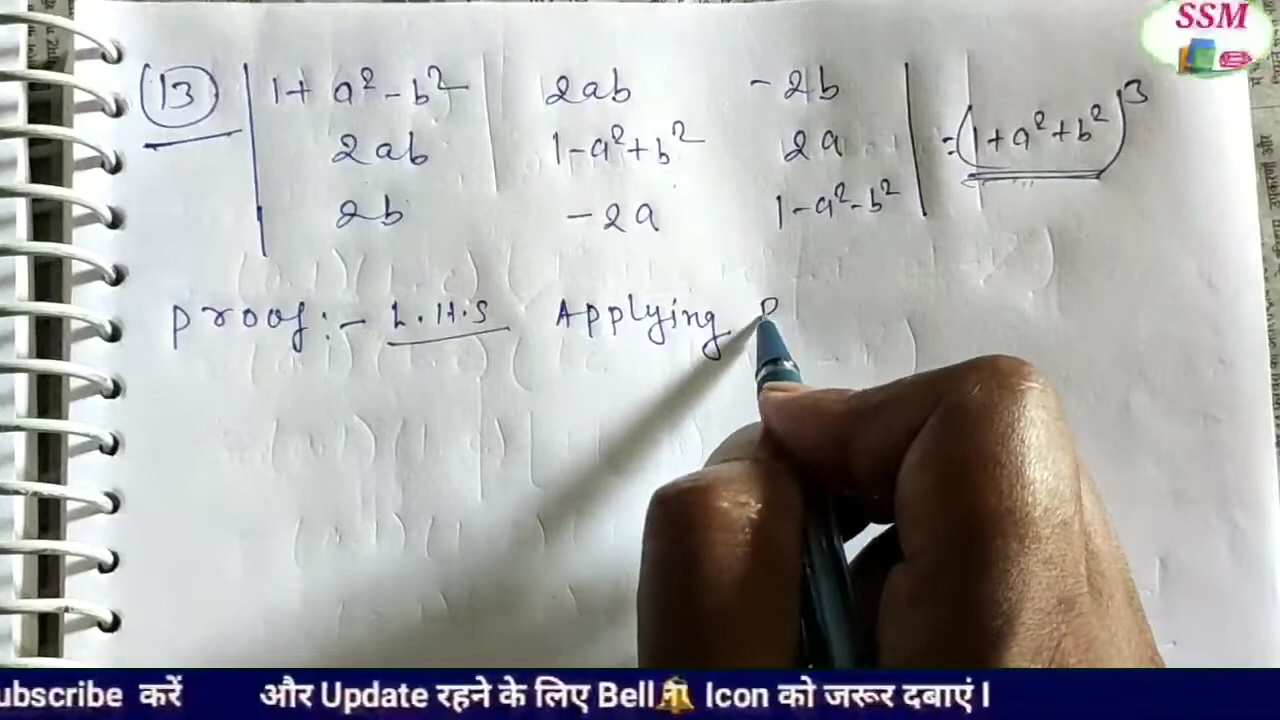 SSM
13 | 1 + a² - b² 2ab - 2b | = (1 + a² + b²)³
2ab 1 - a² + b² 2a
2b - 2a 1 - a² - b²
Proof :- L.H.S Applying
ubscribe करें और Update रहने के लिए Bell🔔 Icon को जरूर दबाएं l